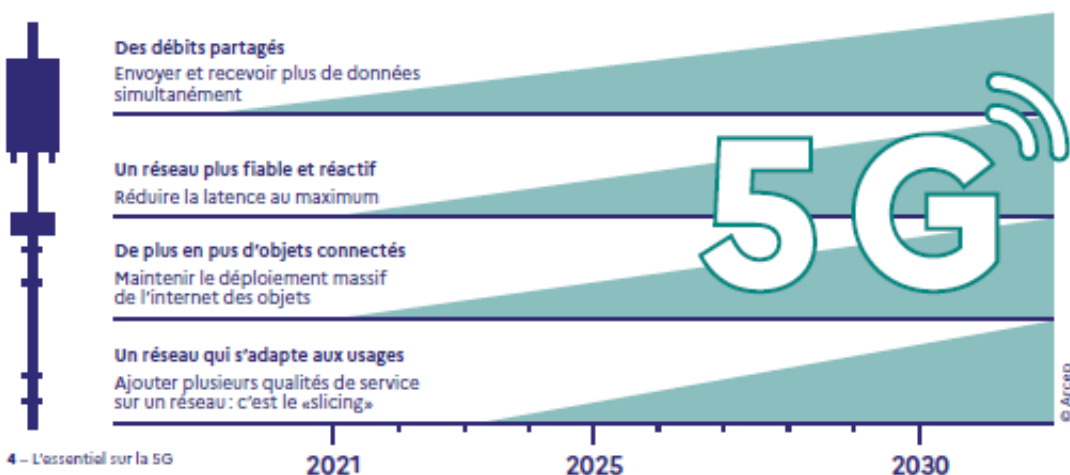 Des débits partagés
Envoyer et recevoir plus de données
simultanément
Un réseau plus fiable et réactif
Réduire la latence au maximum
De plus en pus d'objets connectés
Maintenir le déploiement massif
de l'internet des objets
Un réseau qui s'adapte aux usages
Ajouter plusieurs qualités de service
sur un réseau : c'est le «slicing»
5G
© Arcep
4 – L'essentiel sur la 5G
2021
2025
2030